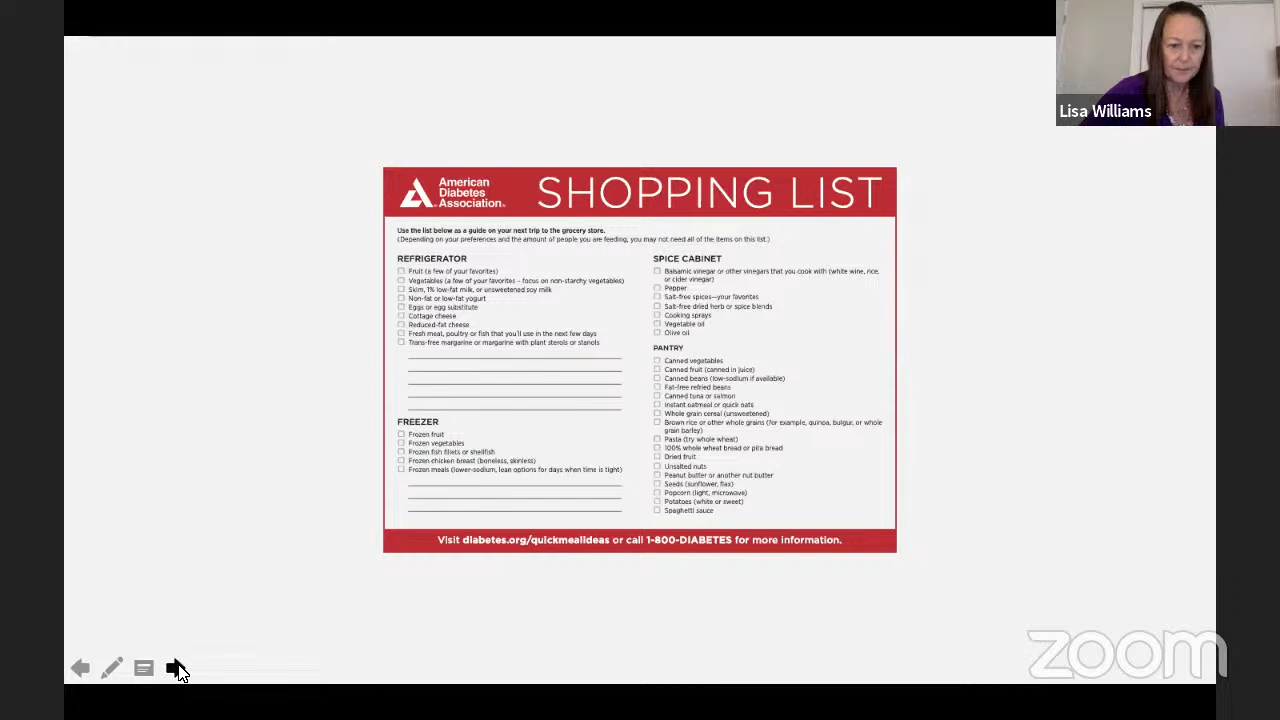 Lisa Williams
American
Diabetes
Association®
SHOPPING LIST
Use the list below as a guide on your next trip to the grocery store.
(Depending on your preferences and the amount of people you are feeding, you may not need all of the items on this list.)
REFRIGERATOR
Fruit (a few of your favorites)
Vegetables (a few of your favorites – focus on non-starchy vegetables)
Skim, 1% low-fat milk, or unsweetened soy milk
Non-fat or low-fat yogurt
Eggs or egg substitute
Cottage cheese
Reduced-fat cheese
Fresh meat, poultry or fish that you'll use in the next few days
Trans-free margarine or margarine with plant sterols or stanols
FREEZER
Frozen fruit
Frozen vegetables
Frozen fish fillets or shellfish
Frozen chicken breast (boneless, skinless)
Frozen meals (lower-sodium, lean options for days when time is tight)
SPICE CABINET
Balsamic vinegar or other vinegars that you cook with (white wine, rice,
or cider vinegar)
Pepper
Salt-free spices—your favorites
Salt-free dried herb or spice blends
Cooking sprays
Vegetable oil
Olive oil
PANTRY
Canned vegetables
Canned fruit (canned in juice)
Canned beans (low-sodium if available)
Fat-free refried beans
Canned tuna or salmon
Instant oatmeal or quick oats
Whole grain cereal (unsweetened)
Brown rice or other whole grains (for example, quinoa, bulgur, or whole
grain barley)
Pasta (try whole wheat)
100% whole wheat bread or pita bread
Dried fruit
Unsalted nuts
Peanut butter or another nut butter
Seeds (sunflower, flax)
Popcorn (light, microwave)
Potatoes (white or sweet)
Spaghetti sauce
Visit diabetes.org/quickmealideas or call 1-800-DIABETES for more information.
zoom